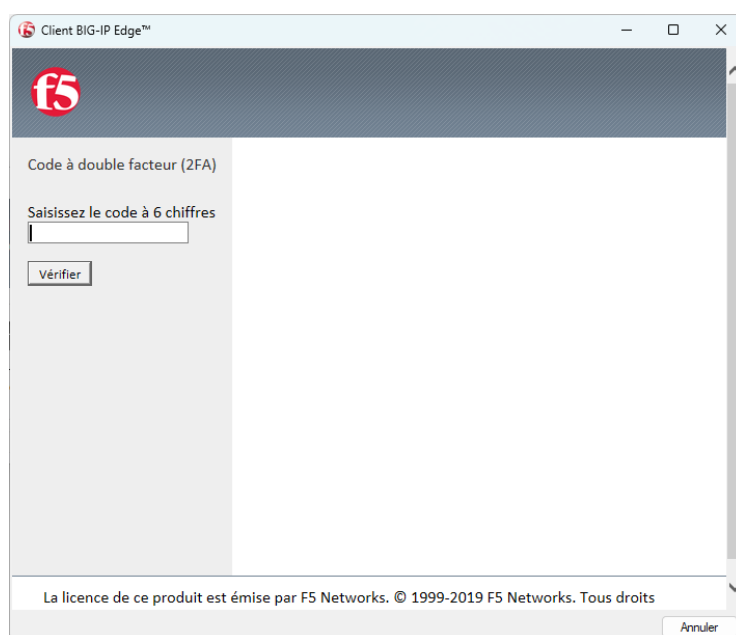 Client BIG-IP Edge™
f5
Code à double facteur (2FA)
Saisissez le code à 6 chiffres
Vérifier
La licence de ce produit est émise par F5 Networks. © 1999-2019 F5 Networks. Tous droits
Annuler